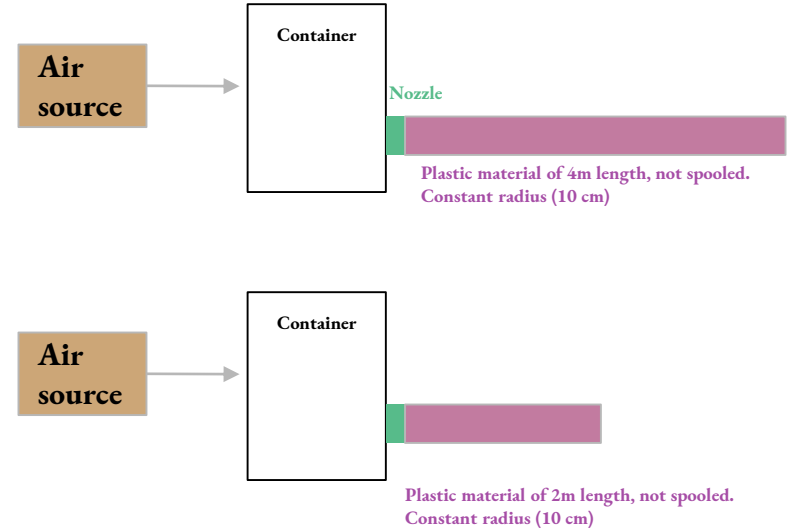 Container
Air
source
Nozzle
Plastic material of 4m length, not spooled.
Constant radius (10 cm)
Container
Air
source
Plastic material of 2m length, not spooled.
Constant radius (10 cm)